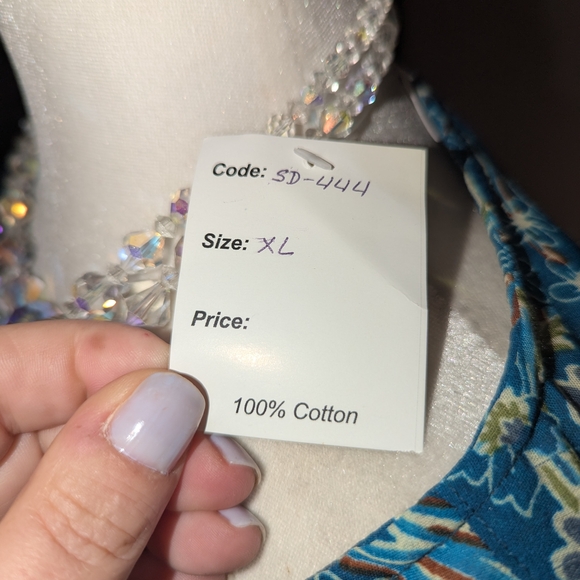 Code: SD-444
Size: XL
Price:
100% Cotton